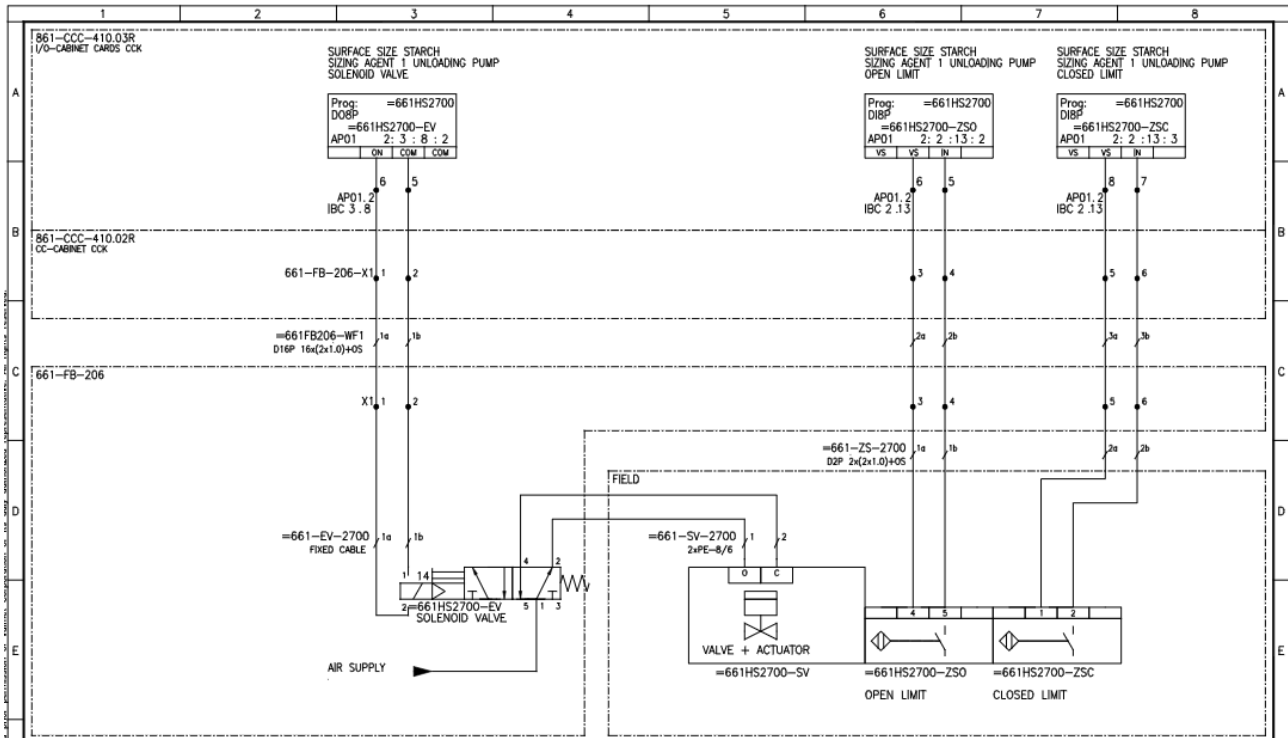 1 2 3 4 5 6 7 8
861-CCC-410.03R
I/O-CABINET CARDS CCK
SURFACE SIZE STARCH
SIZING AGENT 1 UNLOADING PUMP
SOLENOID VALVE
SURFACE SIZE STARCH
SIZING AGENT 1 UNLOADING PUMP
OPEN LIMIT
SURFACE SIZE STARCH
SIZING AGENT 1 UNLOADING PUMP
CLOSED LIMIT
A A
Prog: =661HS2700
DO8P
=661HS2700-EV
AP01 2: 3 : 8 : 2
ON COM COM
Prog: =661HS2700
DI8P
=661HS2700-ZSO
AP01 2: 2 :13: 2
VS VS IN
Prog: =661HS2700
DI8P
=661HS2700-ZSC
AP01 2: 2 :13: 3
VS VS IN
6 5
AP01.2
IBC 3.8
6 5
AP01.2
IBC 2.13
8 7
AP01.2
IBC 2.13
B B
861-CCC-410.02R
CC-CABINET CCK
661-FB-206-X1 1 2 3 4 5 6
=661FB206-WF1 1a 1b 2a 2b 3a 3b
D16P 16x(2x1.0)+OS
C C
661-FB-206
X1 1 2 3 4 5 6
=661-ZS-2700 1a 1b 2a 2b
D2P 2x(2x1.0)+OS
FIELD
D D
=661-EV-2700 1a 1b
FIXED CABLE
=661-SV-2700 1 2
2xPE-8/6
4 2
O C
1 14
2 =661HS2700-EV 5 1 3
SOLENOID VALVE
4 5 1 2
E E
VALVE + ACTUATOR
AIR SUPPLY
=661HS2700-SV
=661HS2700-ZSO
=661HS2700-ZSC
OPEN LIMIT
CLOSED LIMIT